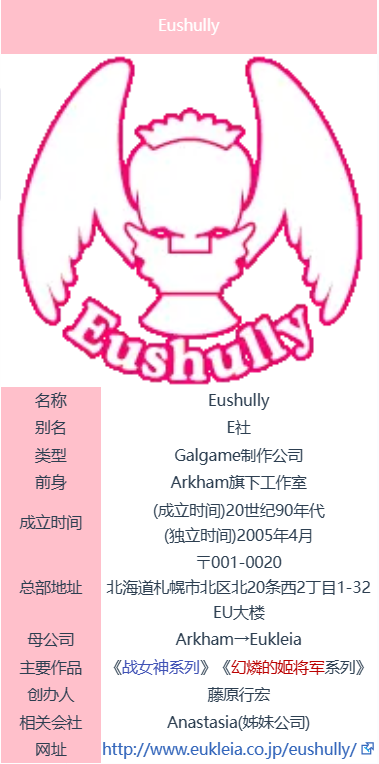 Eushully
Eushully
名称 Eushully
别名 E社
类型 Galgame制作公司
前身 Arkham旗下工作室
成立时间 (成立时间)20世纪90年代
(独立时间)2005年4月
总部地址 〒001-0020
北海道札幌市北区北20条西2丁目1-32
EU大楼
母公司 Arkham→Eukleia
主要作品 《战女神系列》《幻燐的姬将军系列》
创办人 藤原行宏
相关会社 Anastasia(姊妹公司)
网址 http://www.eukleia.co.jp/eushully/